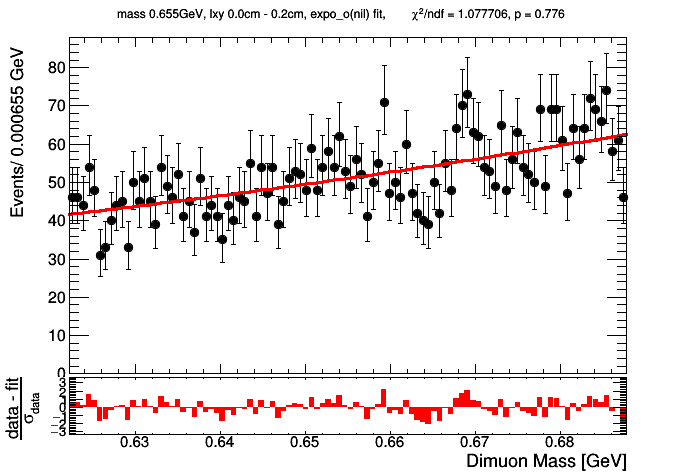 mass 0.655GeV, lxy 0.0cm - 0.2cm, expo_o(nil) fit, χ²/ndf = 1.077706, p = 0.776
Events/ 0.000655 GeV
80
70
60
50
40
30
20
10
0
data - fit
σdata
3
2
1
0
−1
−2
−3
0.63 0.64 0.65 0.66 0.67 0.68
Dimuon Mass [GeV]